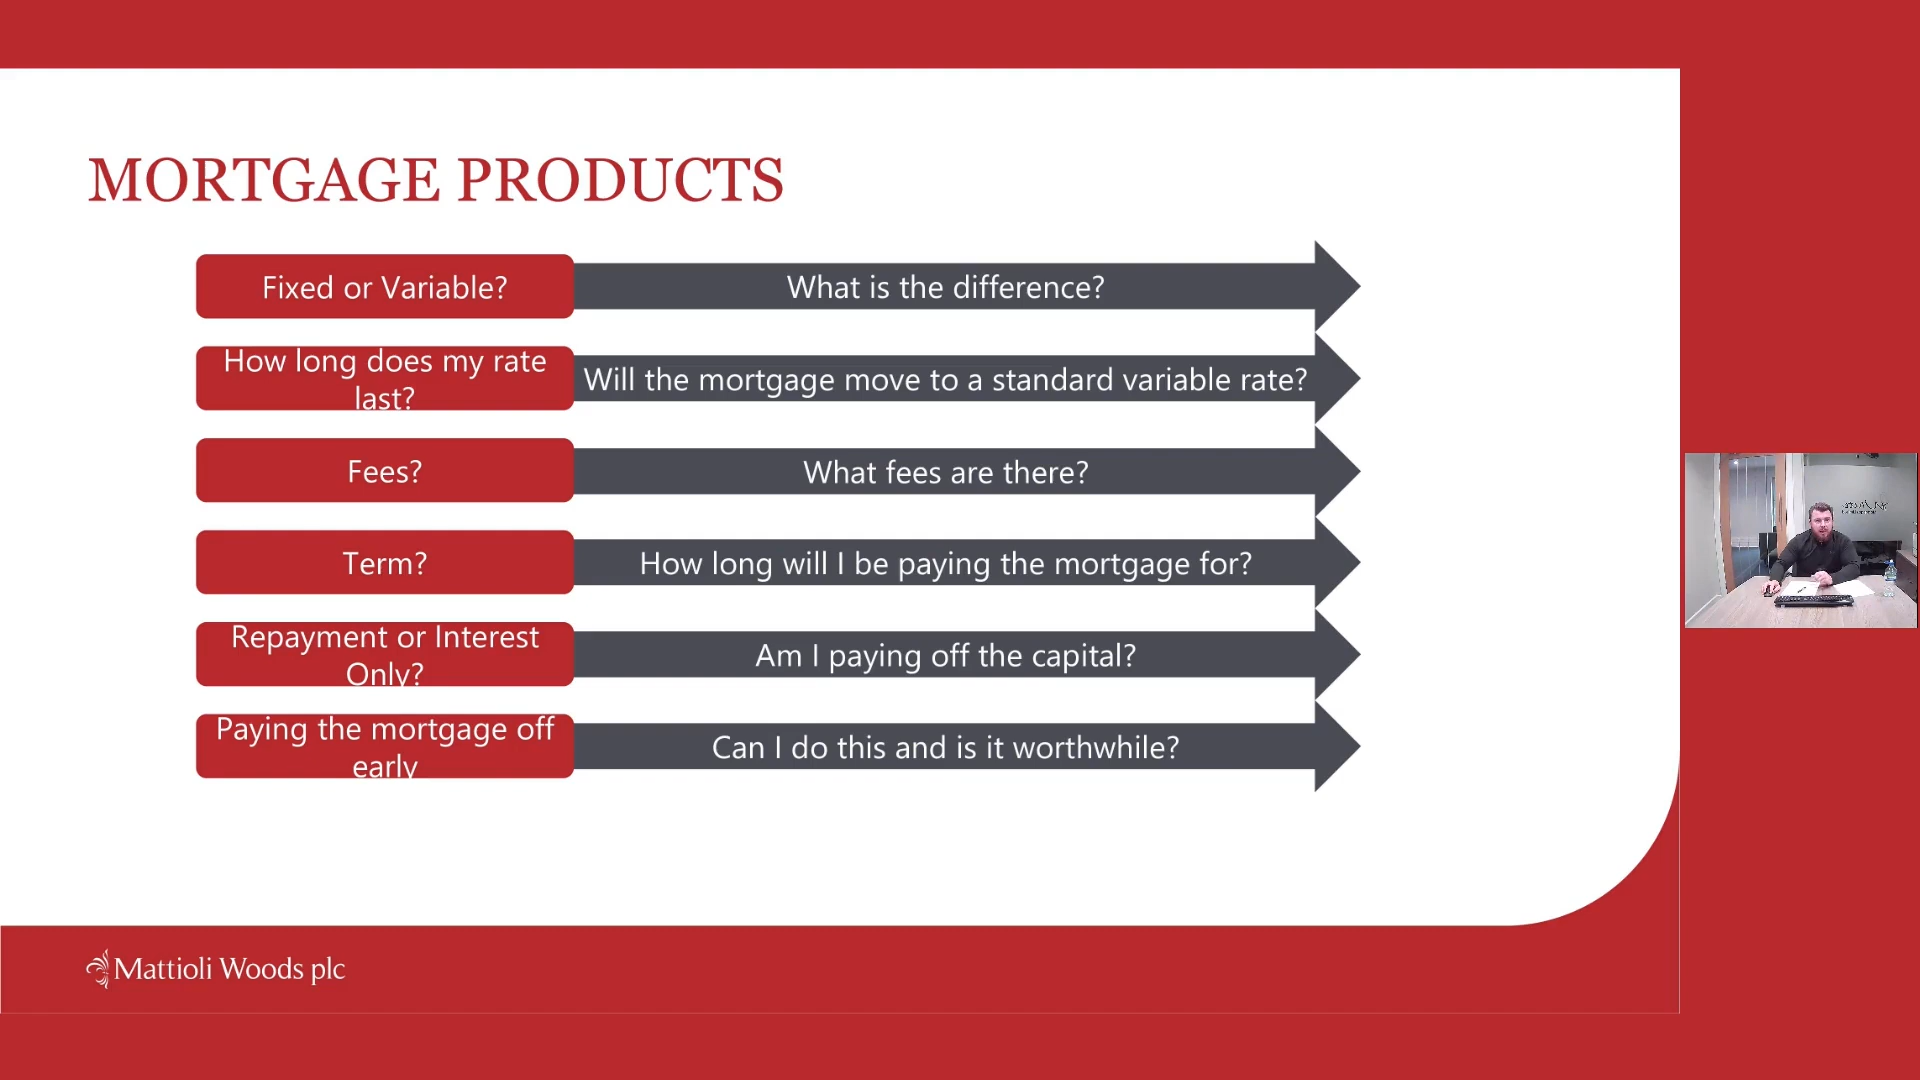 MORTGAGE PRODUCTS
Fixed or Variable?
What is the difference?
How long does my rate
last?
Will the mortgage move to a standard variable rate?
Fees?
What fees are there?
Term?
How long will I be paying the mortgage for?
Repayment or Interest
Only?
Am I paying off the capital?
Paying the mortgage off
early
Can I do this and is it worthwhile?
Mattioli Woods plc